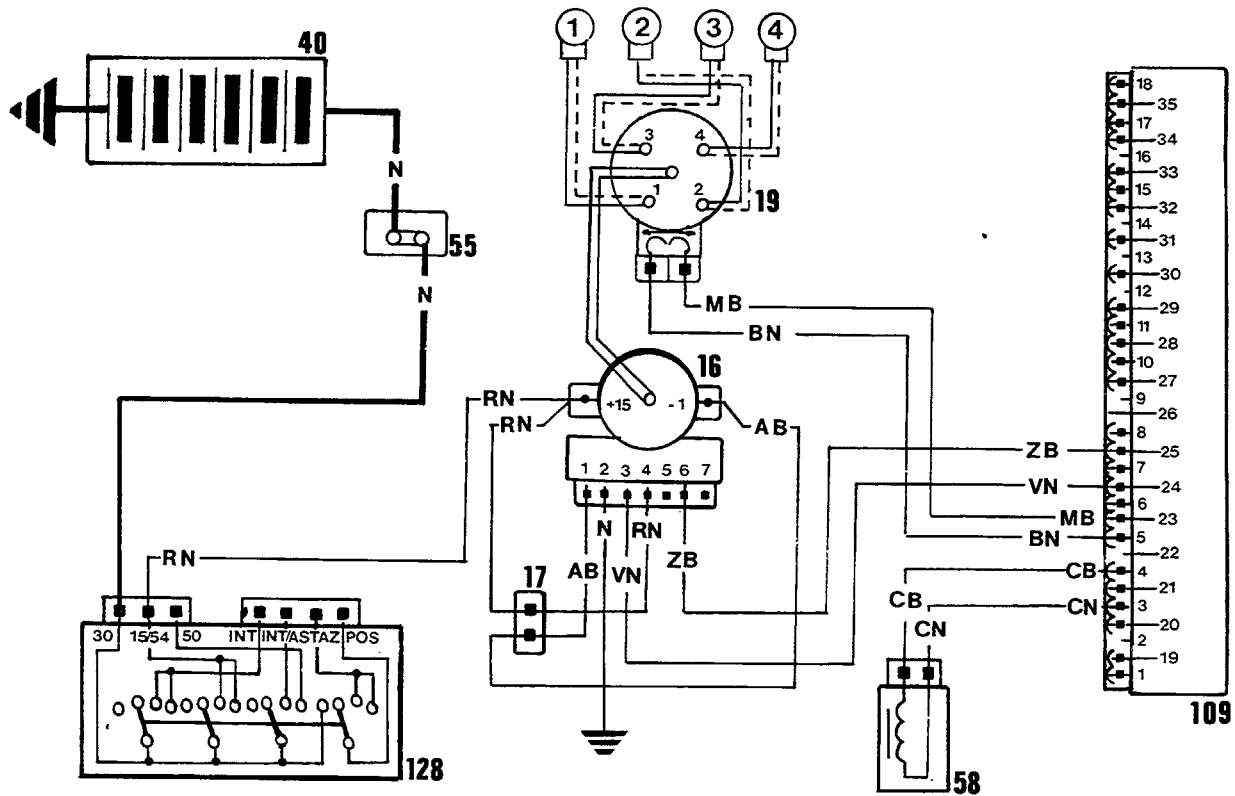 1 2 3 4
40
N
55
N
3 4
1 2
19
MB
BN
16
+15 -1
RN
RN
AB
1 2 3 4 5 6 7
N RN
AB VN ZB
17
RN
30 15/54 50 INT INT/A STAZ POS
128
ZB
VN
MB
BN
CB
CB
CN
CN
58
18
35
17
34
16
33
15
32
14
31
13
30
12
29
11
28
10
27
9
26
8
25
7
24
6
23
5
22
4
21
3
20
2
19
1
109